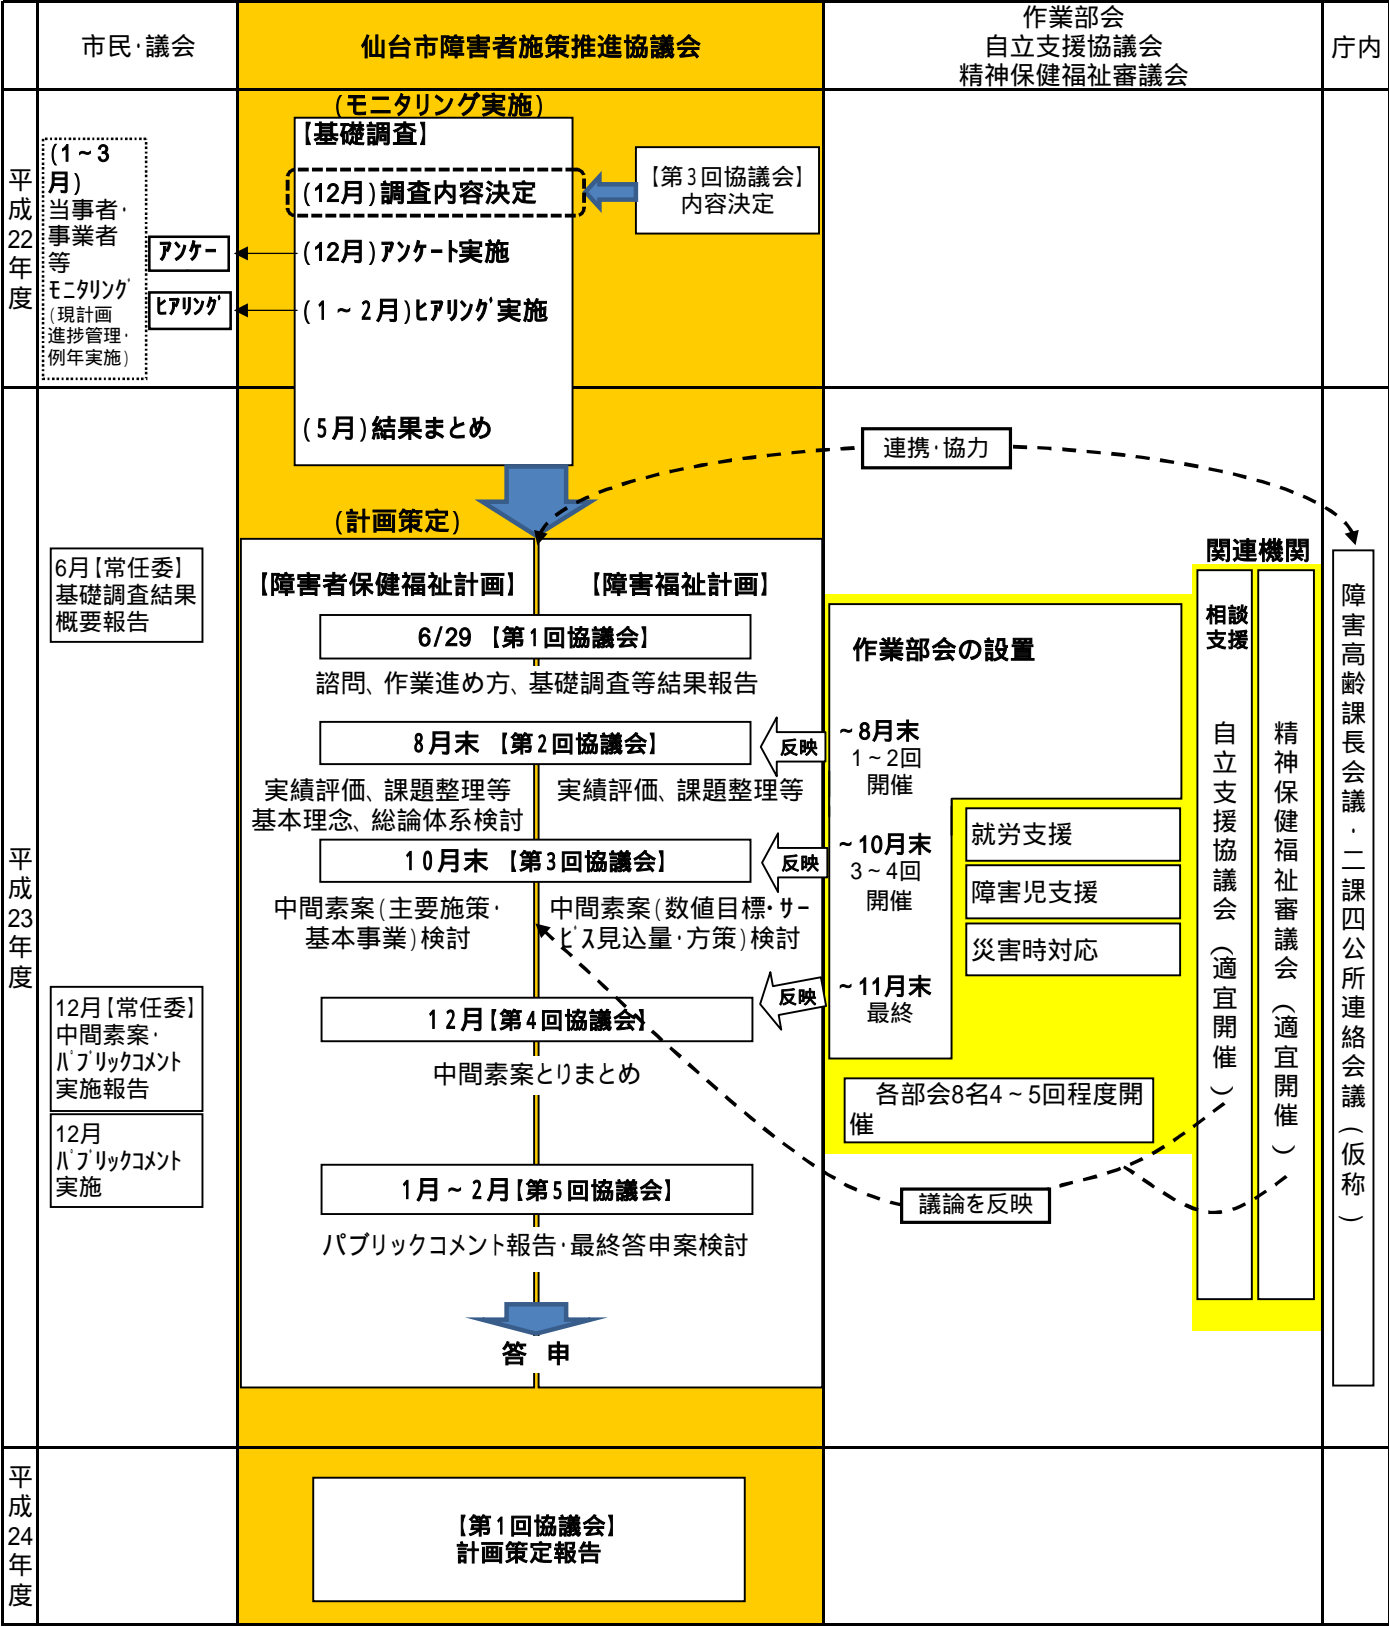 市民・議会
仙台市障害者施策推進協議会
作業部会
自立支援協議会
精神保健福祉審議会
庁内
平成22年度
(1～3
月)
当事者・
事業者
等
ﾓﾆﾀﾘﾝｸﾞ
(現計画
進捗管理・
例年実施)
ｱﾝｹｰ
ﾋｱﾘﾝｸﾞ
(モニタリング実施)
【基礎調査】
(12月)調査内容決定
(12月)ｱﾝｹｰﾄ実施
(1～2月)ﾋｱﾘﾝｸﾞ実施
(5月)結果まとめ
【第3回協議会】
内容決定
平成23年度
6月【常任委】
基礎調査結果
概要報告
12月【常任委】
中間素案・
ﾊﾟﾌﾞﾘｯｸｺﾒﾝﾄ
実施報告
12月
ﾊﾟﾌﾞﾘｯｸｺﾒﾝﾄ
実施
(計画策定)
【障害者保健福祉計画】
【障害福祉計画】
6/29 【第1回協議会】
諮問、作業進め方、基礎調査等結果報告
8月末 【第2回協議会】
実績評価、課題整理等
基本理念、総論体系検討
実績評価、課題整理等
10月末 【第3回協議会】
中間素案(主要施策・
基本事業)検討
中間素案(数値目標・サー
ビス見込量・方策)検討
12月【第4回協議会】
中間素案とりまとめ
1月～2月【第5回協議会】
パブリックコメント報告・最終答申案検討
答 申
連携・協力
作業部会の設置
反映
～8月末
1～2回
開催
反映
～10月末
3～4回
開催
反映
～11月末
最終
就労支援
障害児支援
災害時対応
各部会8名4～5回程度開
催
議論を反映
関連機関
相談
支援
自立支援協議会(適宜開催)
精神保健福祉審議会(適宜開催)
障害高齢課長会議・二課四公所連絡会議(仮称)
平成24年度
【第1回協議会】
計画策定報告